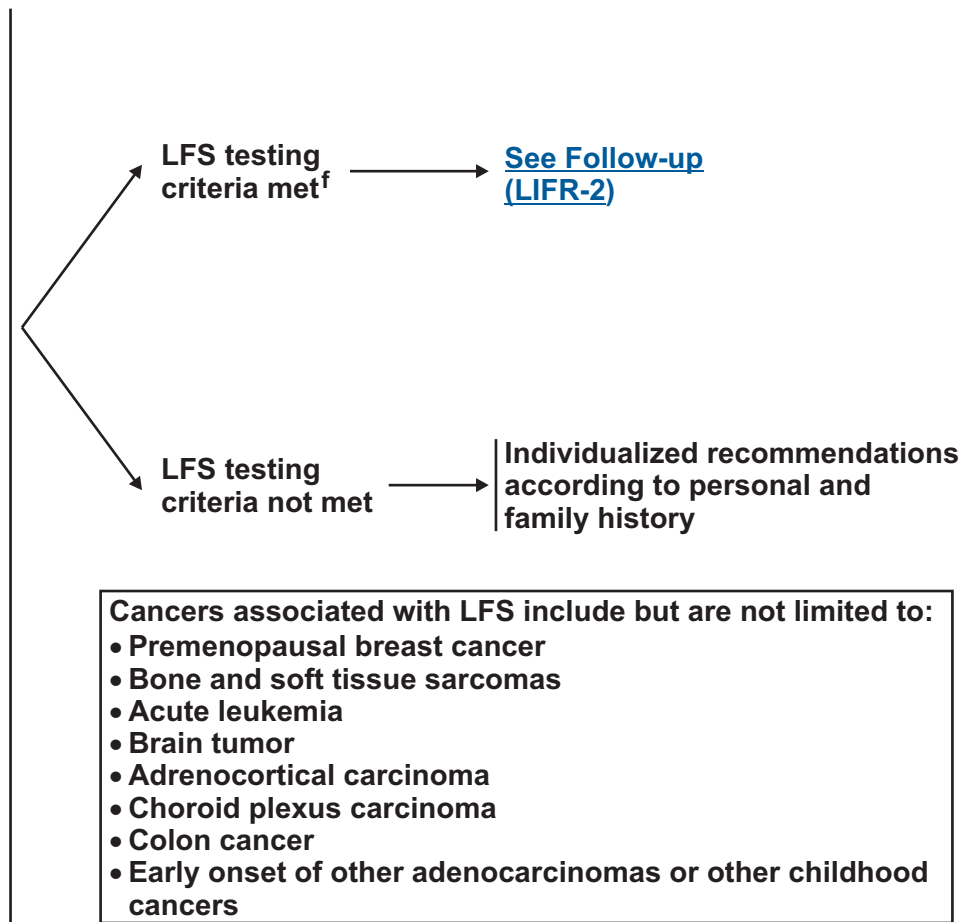 LFS testing
criteria metf
See Follow-up
(LIFR-2)
LFS testing
criteria not met
Individualized recommendations
according to personal and
family history
Cancers associated with LFS include but are not limited to:
• Premenopausal breast cancer
• Bone and soft tissue sarcomas
• Acute leukemia
• Brain tumor
• Adrenocortical carcinoma
• Choroid plexus carcinoma
• Colon cancer
• Early onset of other adenocarcinomas or other childhood
cancers